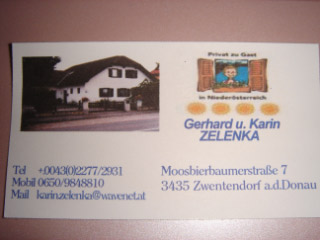 Privat zu Gast
in Niederösterreich
Gerhard u. Karin
ZELENKA
Tel +0043(0)2277/2931
Mobil 0650/9848810
Mail karinzelenka@wavenet.at
Moosbierbaumerstraße 7
3435 Zwentendorf a.d.Donau